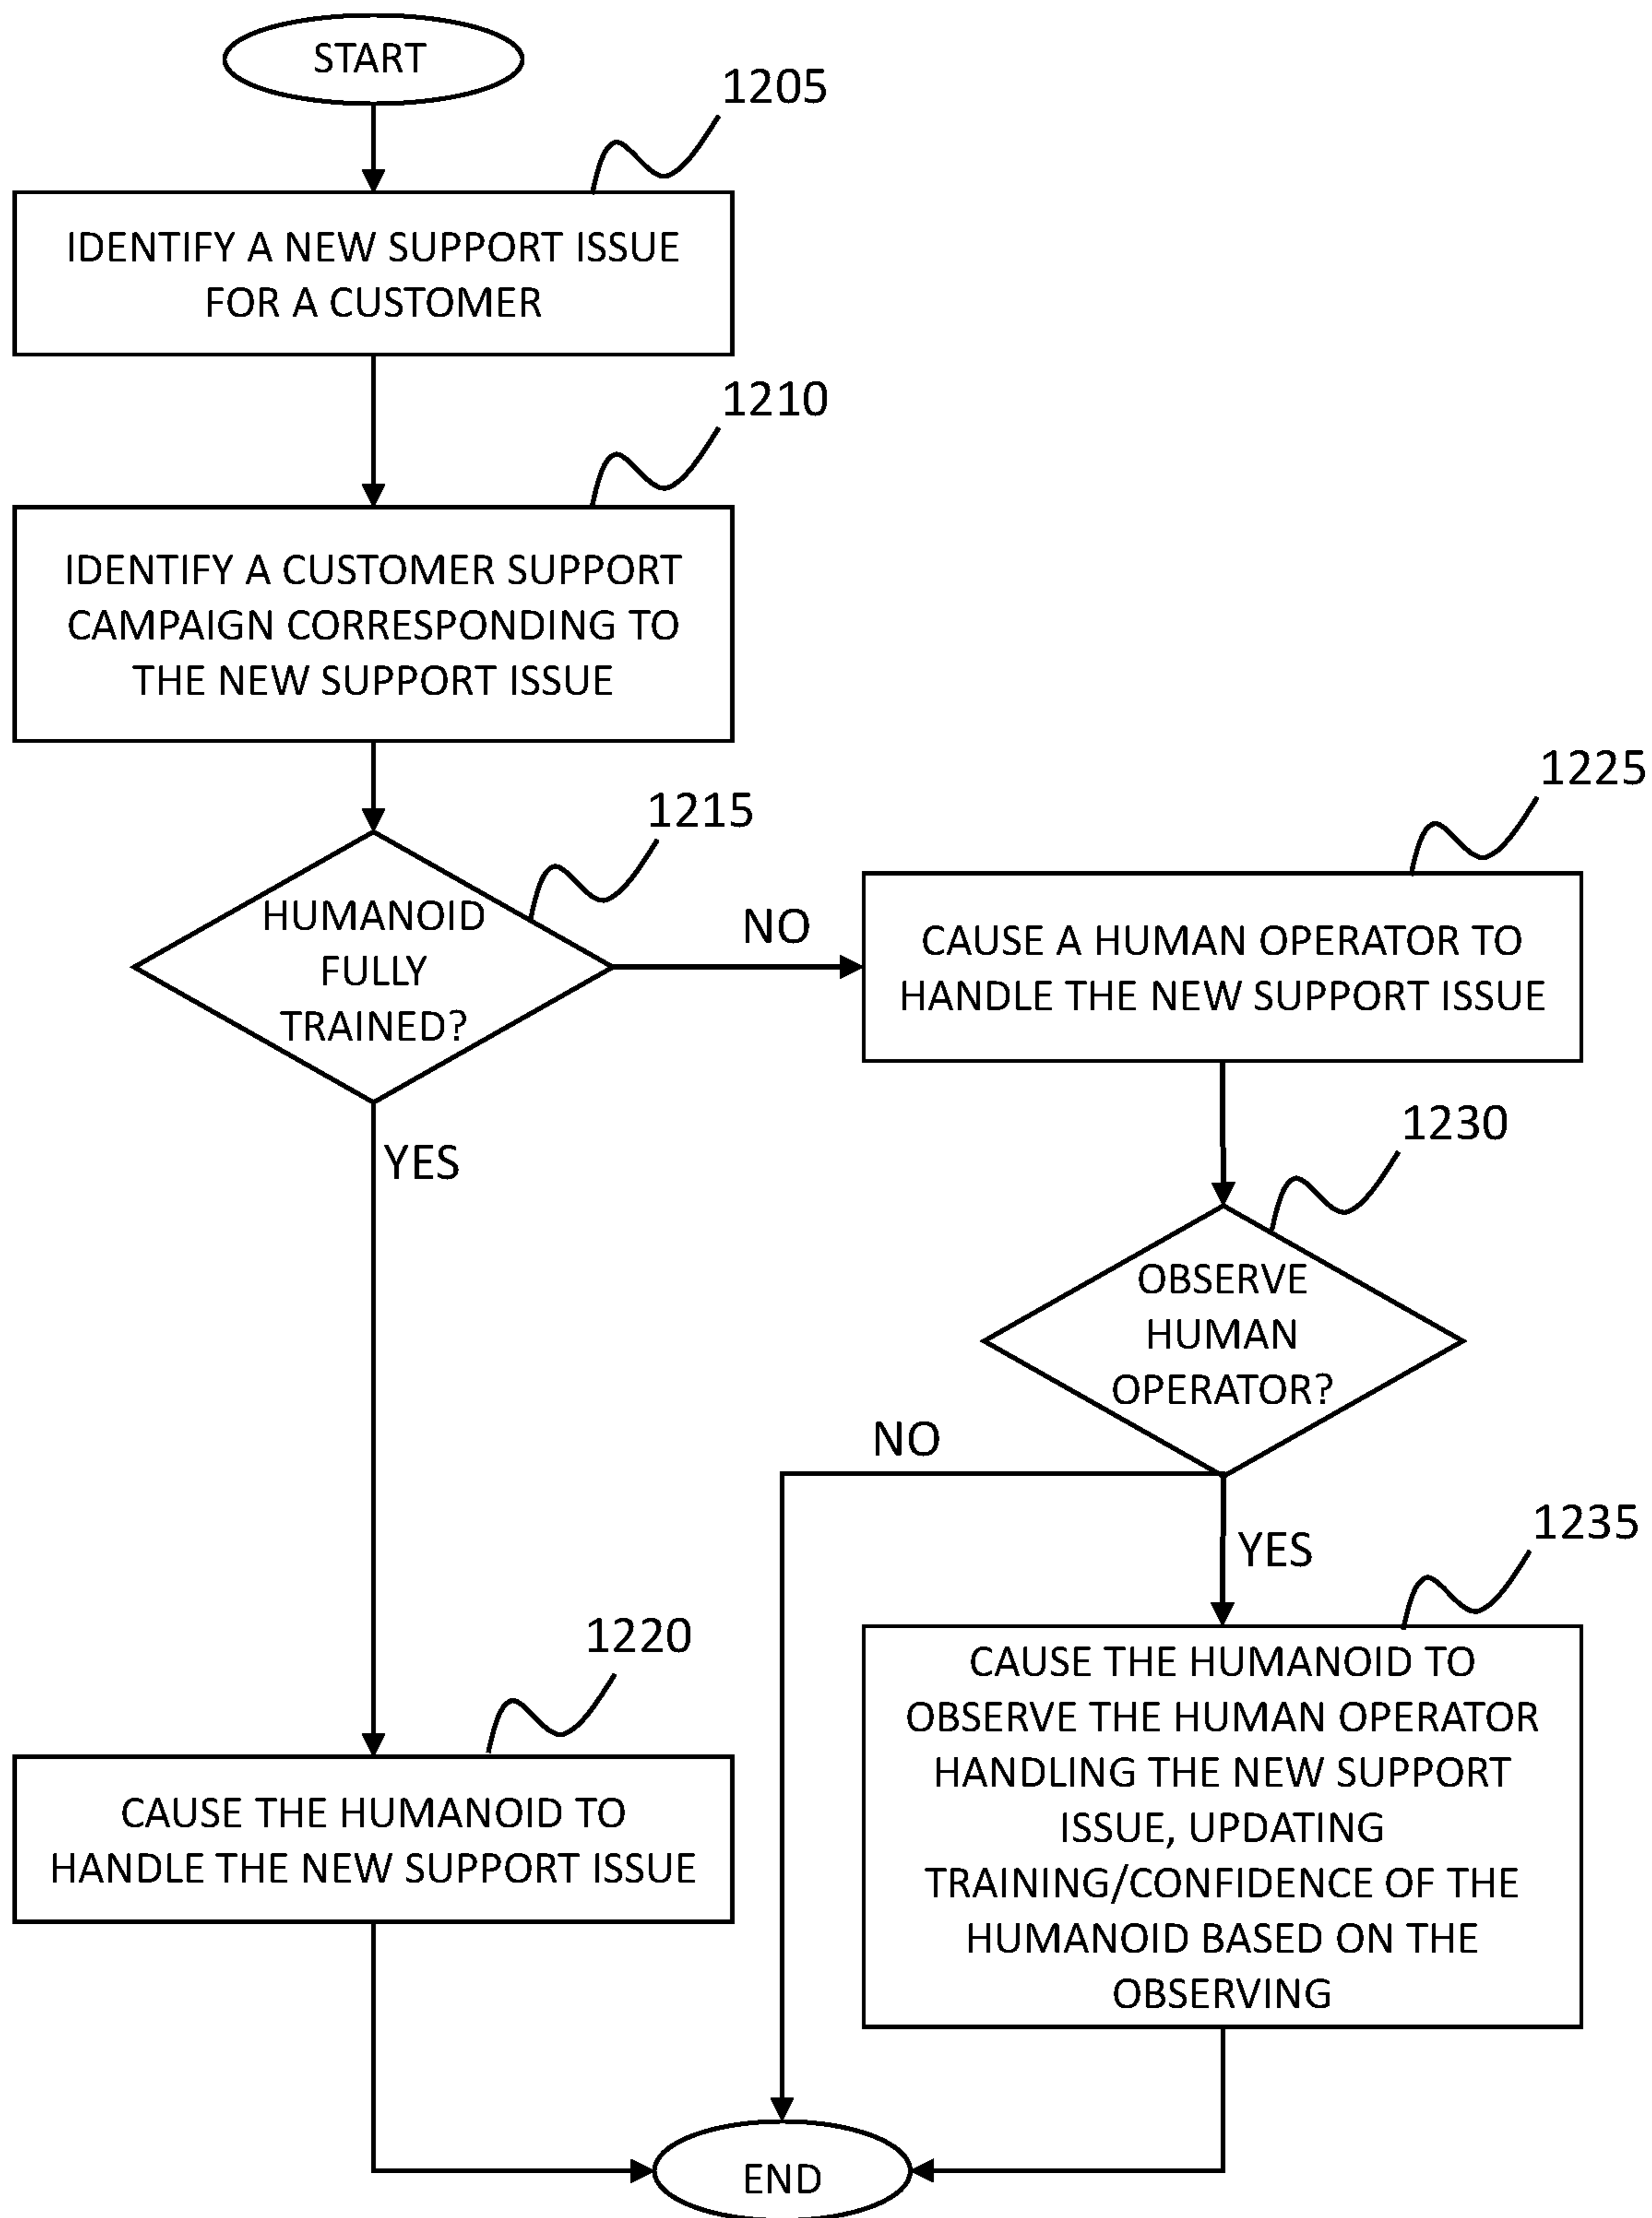 START
1205
IDENTIFY A NEW SUPPORT ISSUE
FOR A CUSTOMER
1210
IDENTIFY A CUSTOMER SUPPORT
CAMPAIGN CORRESPONDING TO
THE NEW SUPPORT ISSUE
1215
HUMANOID
FULLY
TRAINED?
NO
YES
1225
CAUSE A HUMAN OPERATOR TO
HANDLE THE NEW SUPPORT ISSUE
1230
OBSERVE
HUMAN
OPERATOR?
NO
YES
1235
CAUSE THE HUMANOID TO
OBSERVE THE HUMAN OPERATOR
HANDLING THE NEW SUPPORT
ISSUE, UPDATING
TRAINING/CONFIDENCE OF THE
HUMANOID BASED ON THE
OBSERVING
1220
CAUSE THE HUMANOID TO
HANDLE THE NEW SUPPORT ISSUE
END